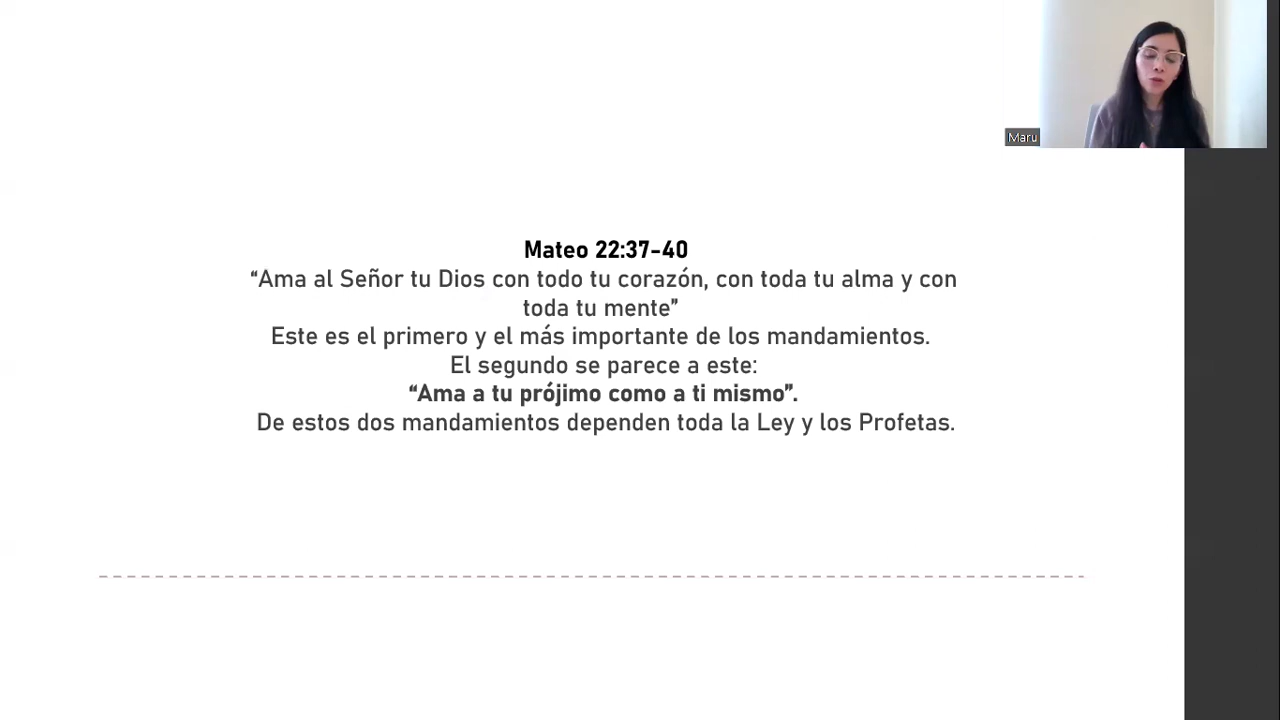 Maru
Mateo 22:37-40
“Ama al Señor tu Dios con todo tu corazón, con toda tu alma y con
toda tu mente”
Este es el primero y el más importante de los mandamientos.
El segundo se parece a este:
“Ama a tu prójimo como a ti mismo”.
De estos dos mandamientos dependen toda la Ley y los Profetas.